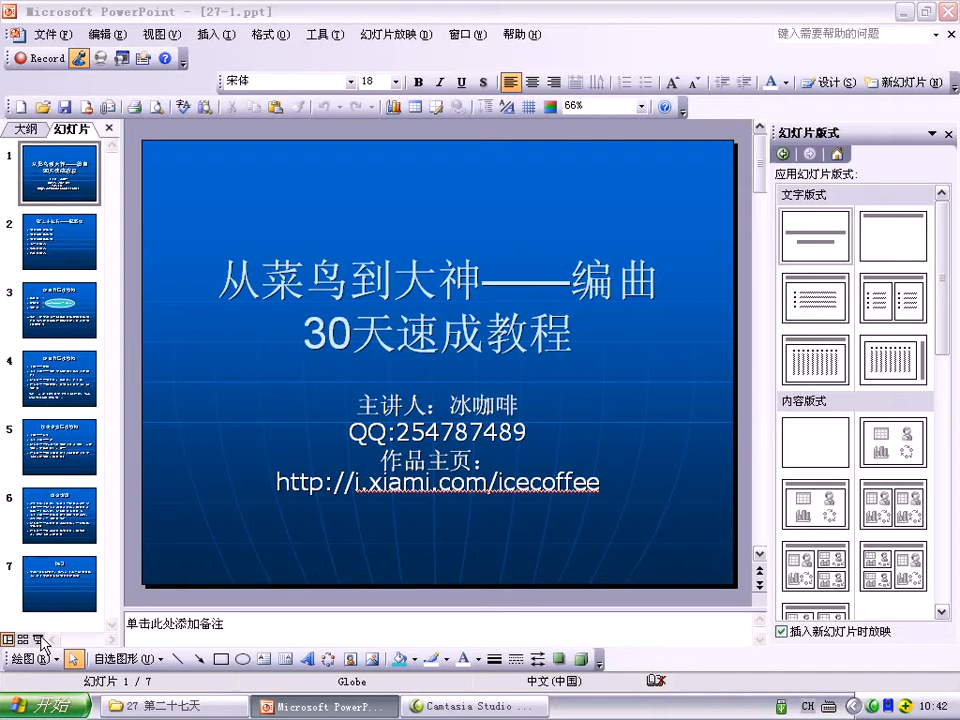 Microsoft PowerPoint - [27-1.ppt]
文件(F) 编辑(E) 视图(V) 插入(I) 格式(O) 工具(T) 幻灯片放映(D) 窗口(W) 帮助(H) 键入需要帮助的问题
Record
宋体 18 B I U S A A A 设计(S) 新幻灯片(N)
66%
大纲 幻灯片
幻灯片版式
应用幻灯片版式:
文字版式
内容版式
1
2
3
4
5
6
7
从菜鸟到大神——编曲
30天速成教程
主讲人：冰咖啡
QQ:254787489
作品主页：
http://i.xiami.com/icecoffee
单击此处添加备注
插入新幻灯片时放映
绘图(R) 自选图形(U)
幻灯片 1 / 7 Globe 中文(中国)
开始 27 第二十七天 Microsoft PowerP... Camtasia Studio ... CH 10:42